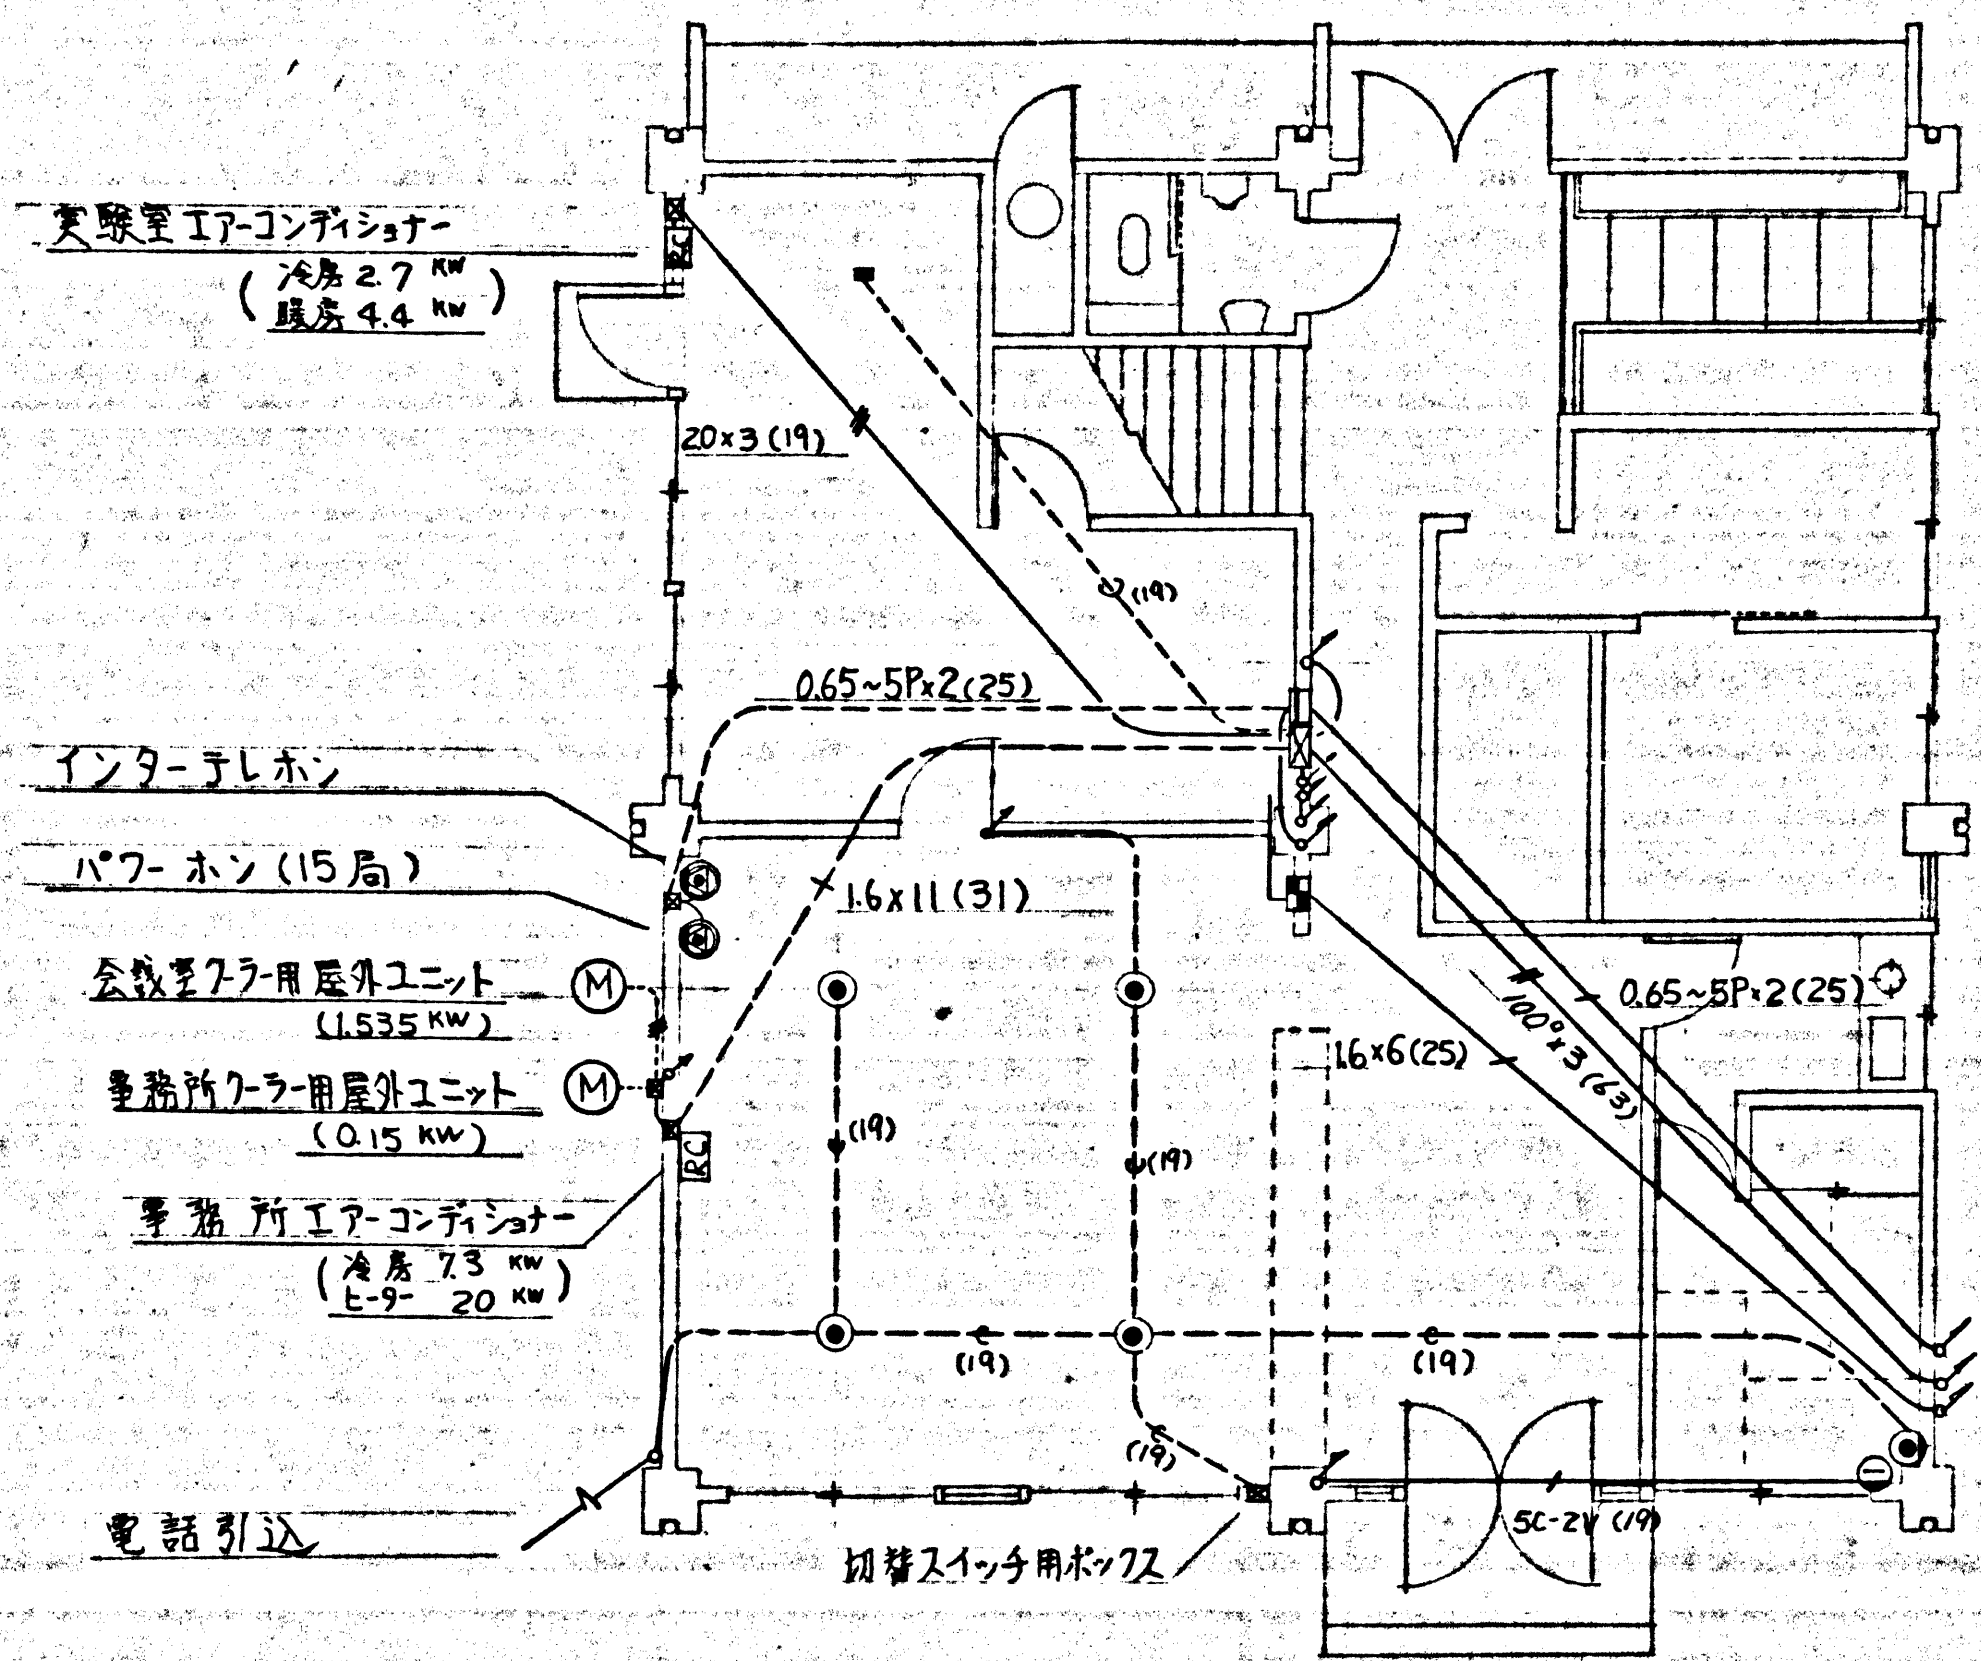 実験室エアーコンディショナー
(冷房 2.7 KW
暖房 4.4 KW)
RC
20×3(19)
(19)
0.65~5P×2(25)
インターテレホン
パワーホン(15局)
1.6×11(31)
会議室クーラー用屋外ユニット
(1.535 KW)
M
0.65~5P×2(25)
100°×3(63)
1.6×6(25)
事務所クーラー用屋外ユニット
(0.15 KW)
M
(19)
(19)
RC
事務所エアーコンディショナー
(冷房 7.3 KW
ヒーター 20 KW)
(19)
(19)
(19)
5C-2V(19)
電話引込
切替スイッチ用ボックス